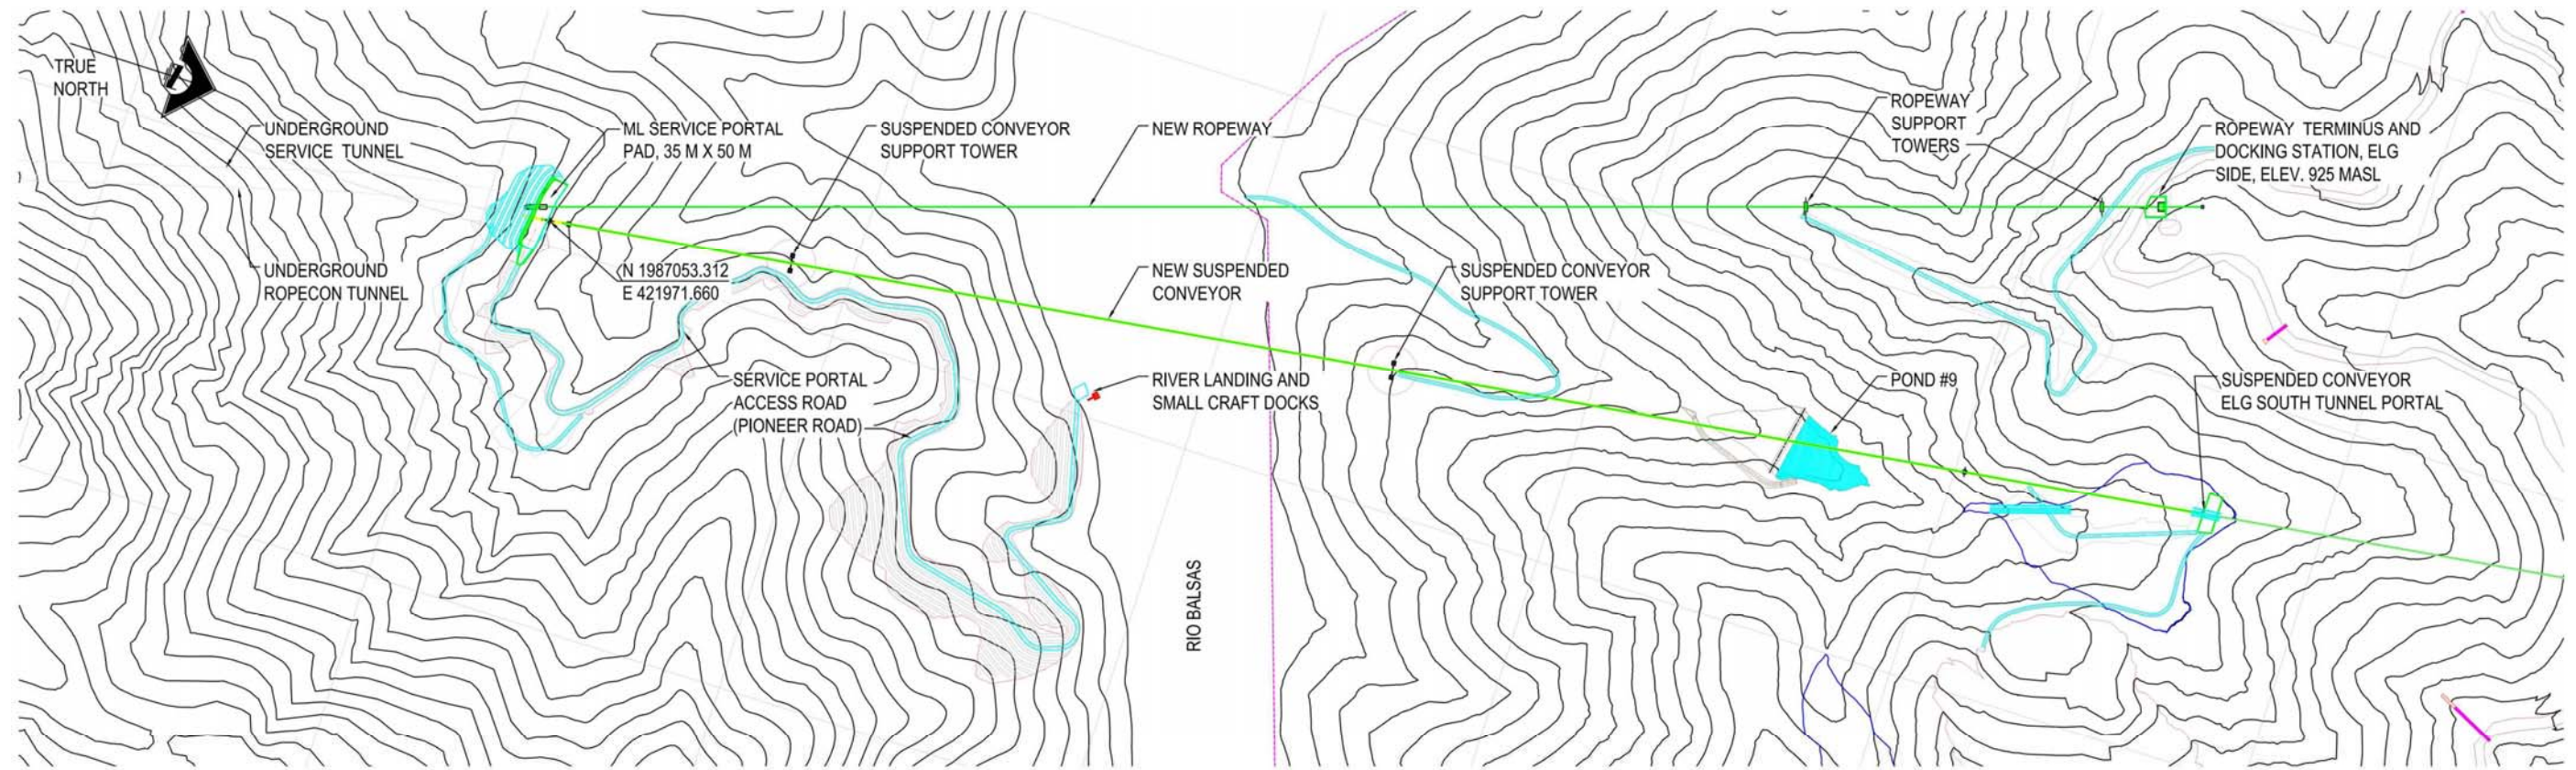 TRUE
NORTH
UNDERGROUND
SERVICE TUNNEL
ML SERVICE PORTAL
PAD, 35 M X 50 M
SUSPENDED CONVEYOR
SUPPORT TOWER
NEW ROPEWAY
ROPEWAY
SUPPORT
TOWERS
ROPEWAY TERMINUS AND
DOCKING STATION, ELG
SIDE, ELEV. 925 MASL
UNDERGROUND
ROPECON TUNNEL
N 1987053.312
E 421971.660
NEW SUSPENDED
CONVEYOR
SUSPENDED CONVEYOR
SUPPORT TOWER
SERVICE PORTAL
ACCESS ROAD
(PIONEER ROAD)
RIVER LANDING AND
SMALL CRAFT DOCKS
POND #9
SUSPENDED CONVEYOR
ELG SOUTH TUNNEL PORTAL
RIO BALSAS